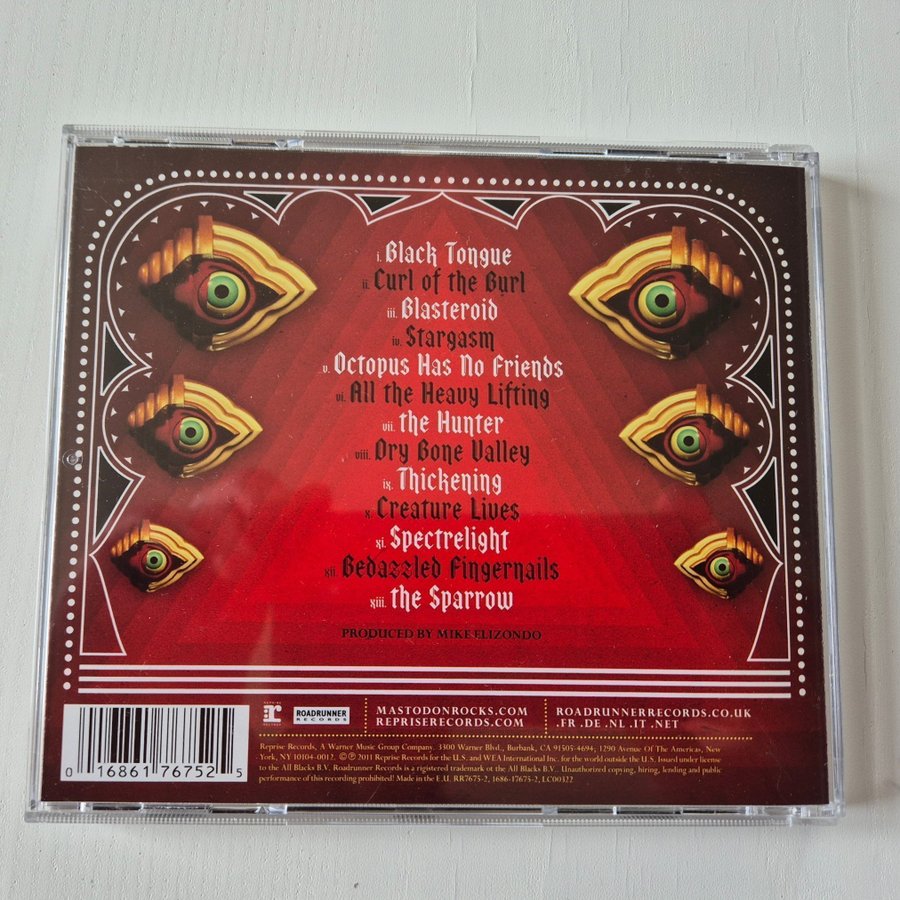 i. Black Tongue
ii. Curl of the Burl
iii. Blasteroid
iv. Stargasm
v. Octopus Has No Friends
vi. All the Heavy Lifting
vii. the Hunter
viii. Dry Bone Valley
ix. Thickening
x. Creature Lives
xi. Spectrelight
xii. Bedazzled Fingernails
xiii. the Sparrow
PRODUCED BY MIKE ELIZONDO
r
REPRISE
RECORDS
ROADRUNNER
RECORDS
MASTODONROCKS.COM
REPRISERECORDS.COM
ROADRUNNERRECORDS.CO.UK
.FR .DE .NL .IT .NET
Reprise Records, A Warner Music Group Company. 3300 Warner Blvd., Burbank, CA 91505-4694, 1290 Avenue Of The Americas, New
York, NY 10104-0012. ©℗ 2011 Reprise Records for the U.S. and WEA International Inc. for the world outside the U.S. Issued under license
to the All Blacks B.V. Roadrunner Records is a registered trademark of the All Blacks B.V. Unauthorized copying, hiring, lending and public
performance of this recording prohibited! Made in the E.U. RR7675-2, 1686-17675-2, LC00322
0 16861 76752 5